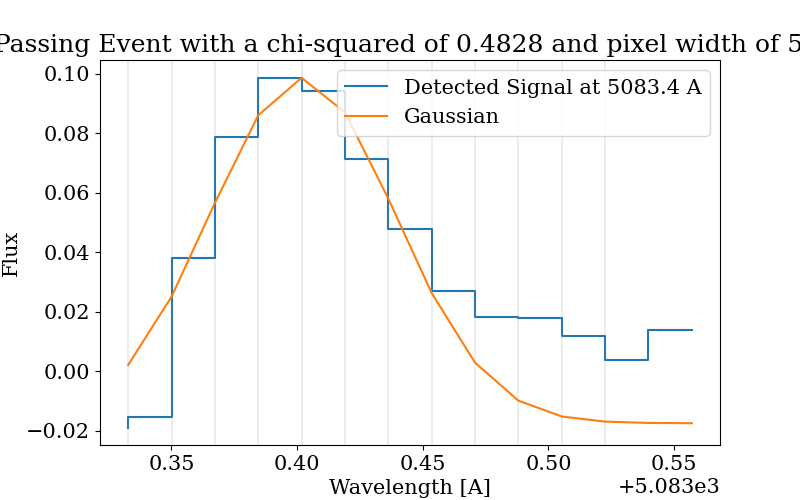 Passing Event with a chi-squared of 0.4828 and pixel width of 5
Detected Signal at 5083.4 A
Gaussian
Flux
0.10
0.08
0.06
0.04
0.02
0.00
−0.02
0.35
0.40
0.45
0.50
0.55
+5.083e3
Wavelength [A]